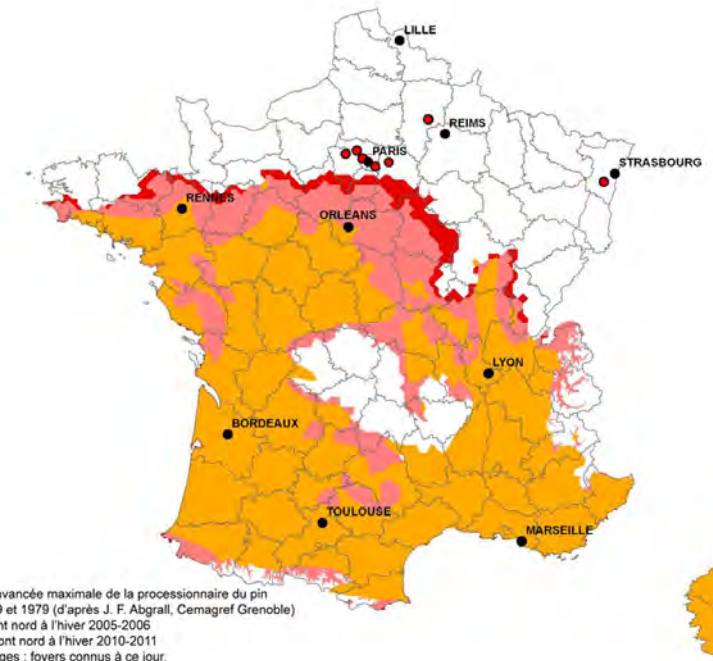 LILLE
REIMS
PARIS
STRASBOURG
RENNES
ORLEANS
LYON
BORDEAUX
TOULOUSE
MARSEILLE
avancée maximale de la processionnaire du pin
9 et 1979 (d'après J. F. Abgrall, Cemagref Grenoble)
nt nord à l'hiver 2005-2006
ont nord à l'hiver 2010-2011
ges : foyers connus à ce jour.